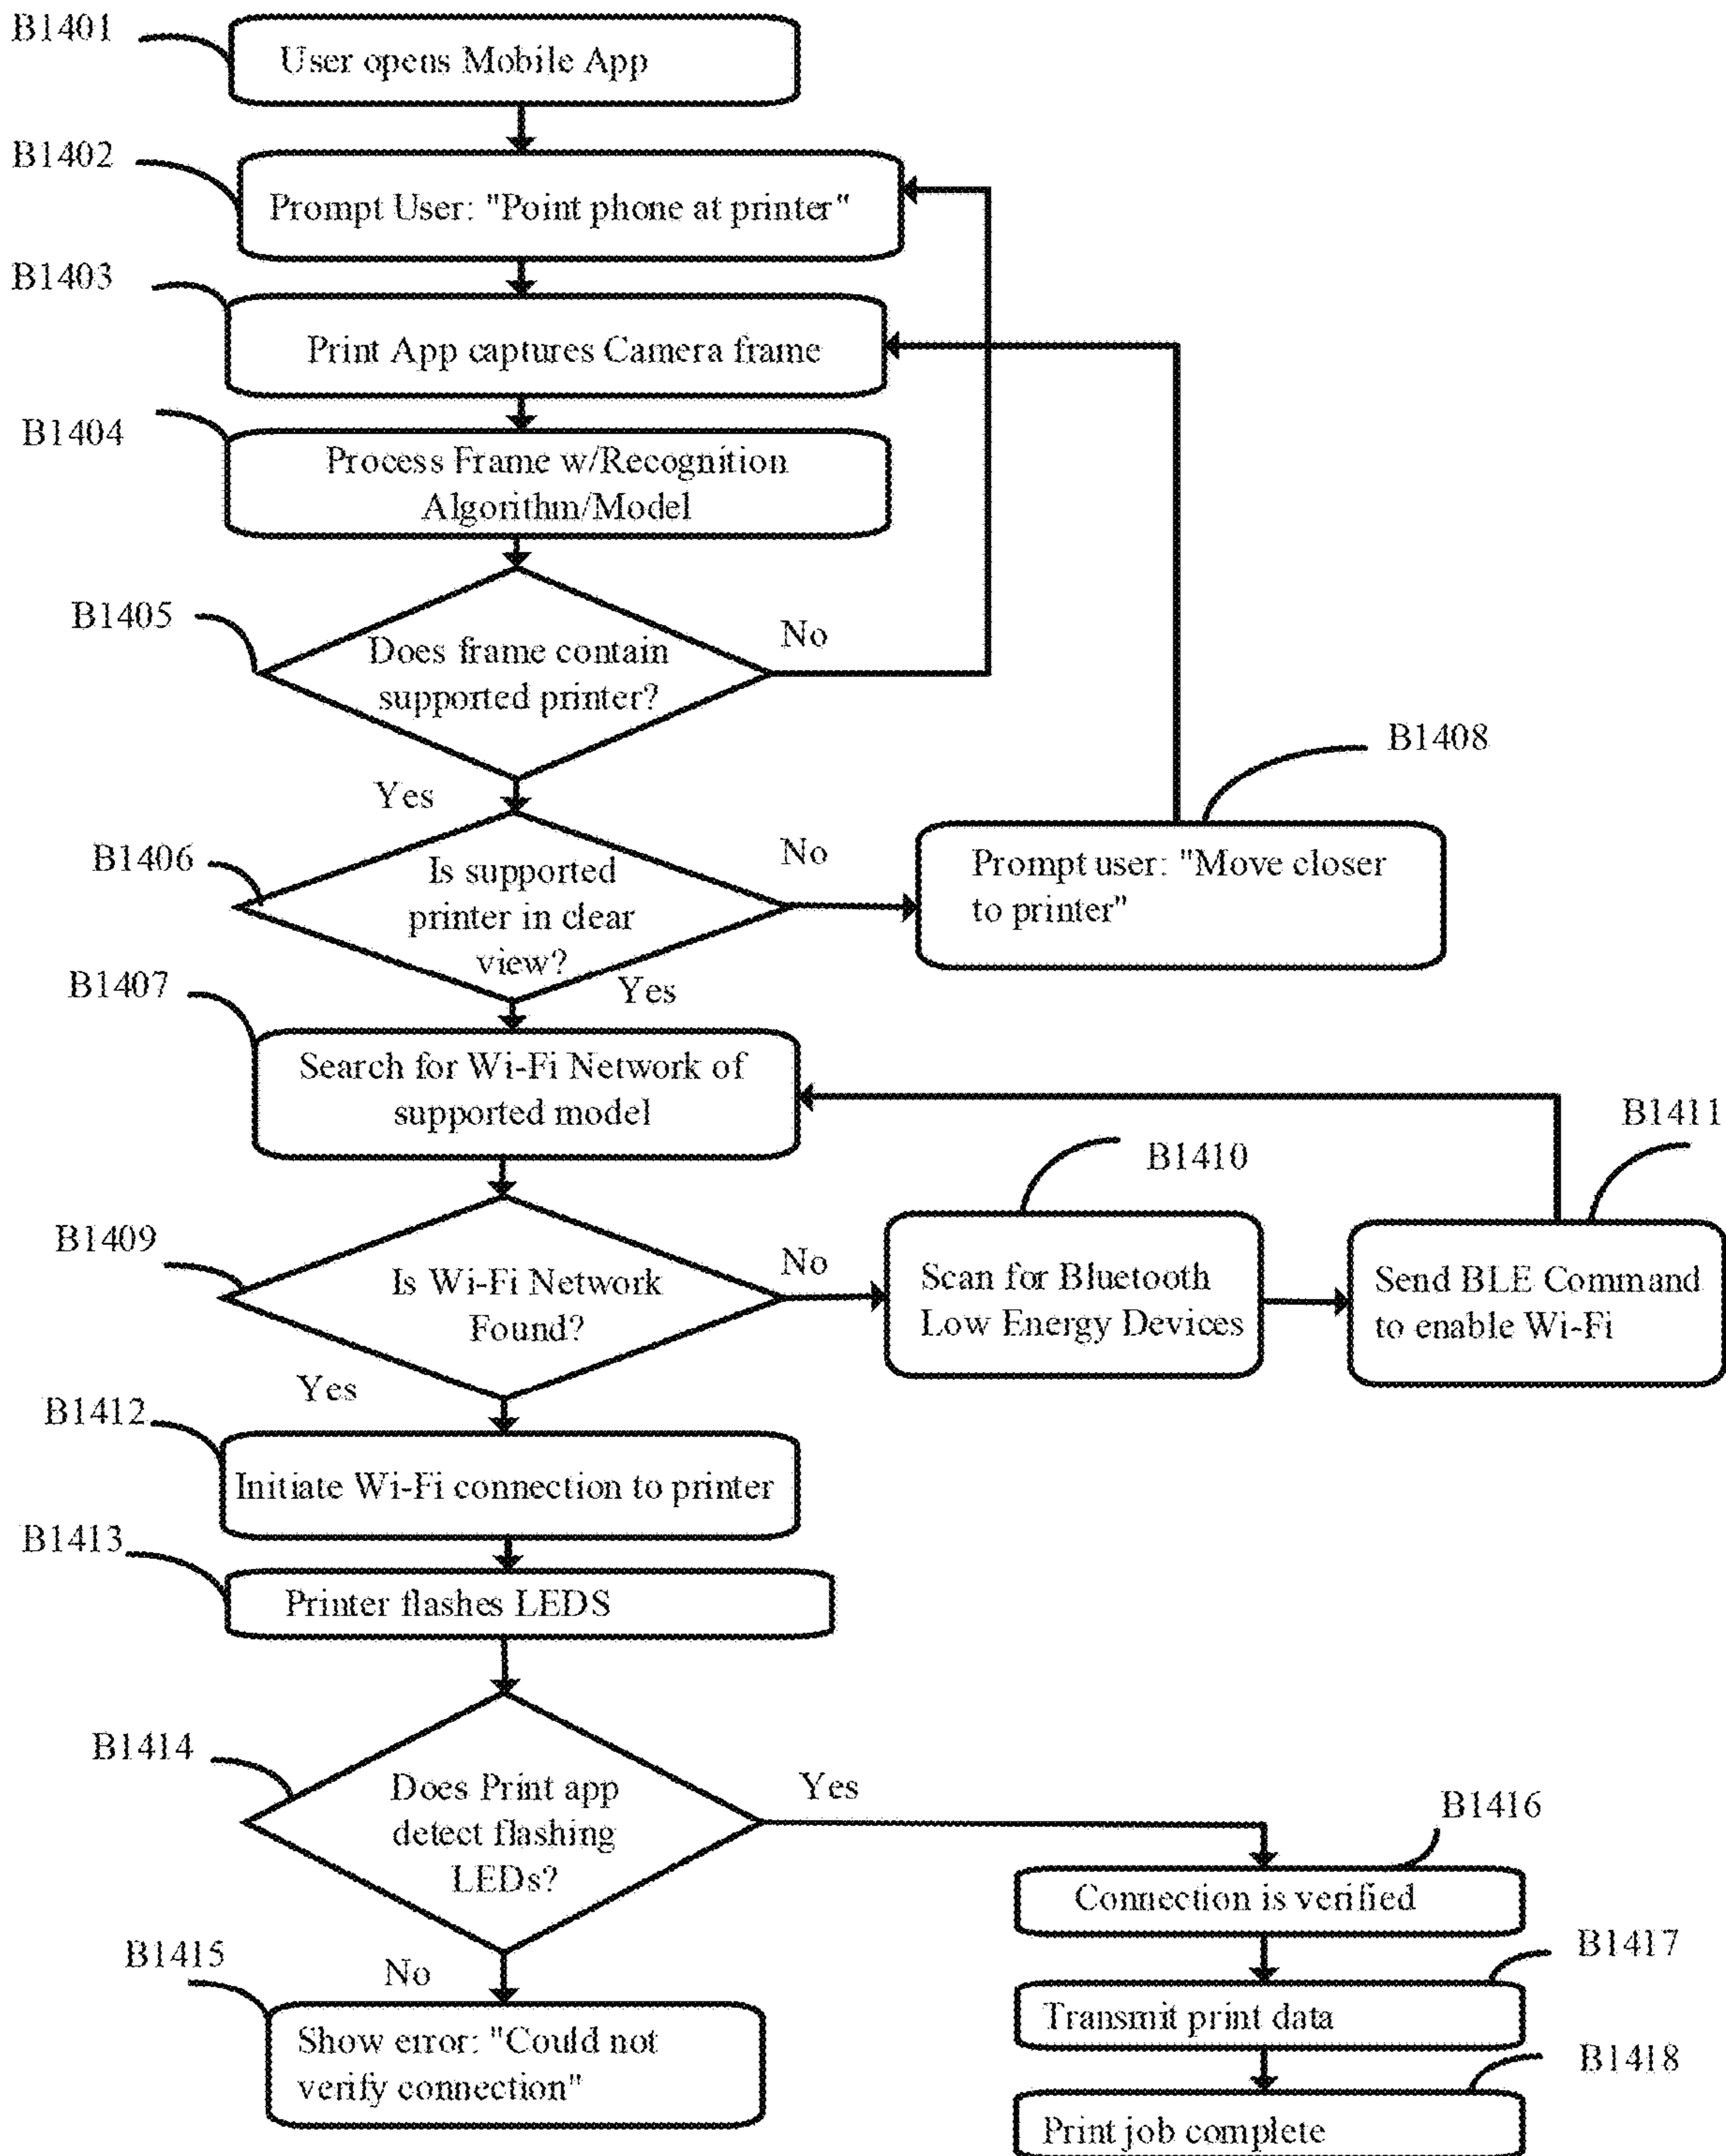 B1401
User opens Mobile App
B1402
Prompt User: "Point phone at printer"
B1403
Print App captures Camera frame
B1404
Process Frame w/Recognition
Algorithm/Model
B1405
Does frame contain
supported printer?
No
Yes
B1406
Is supported
printer in clear
view?
No
B1408
Prompt user: "Move closer
to printer"
Yes
B1407
Search for Wi-Fi Network of
supported model
B1409
Is Wi-Fi Network
Found?
No
B1410
Scan for Bluetooth
Low Energy Devices
B1411
Send BLE Command
to enable Wi-Fi
Yes
B1412
Initiate Wi-Fi connection to printer
B1413
Printer flashes LEDS
B1414
Does Print app
detect flashing
LEDs?
Yes
B1416
Connection is verified
B1417
Transmit print data
B1418
Print job complete
No
B1415
Show error: "Could not
verify connection"